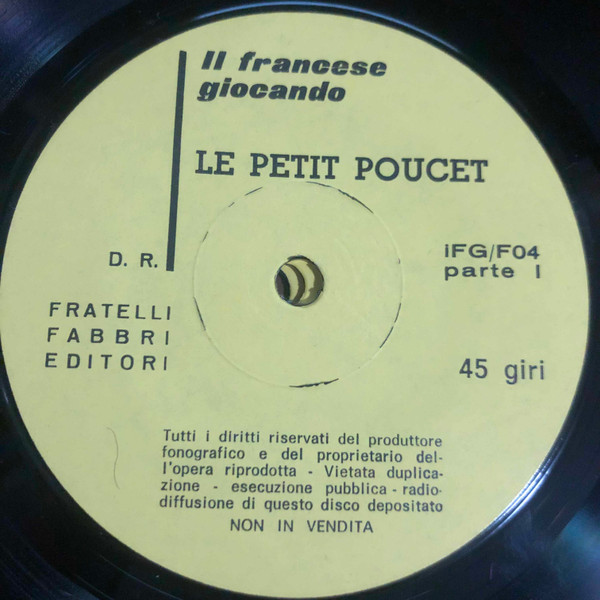 Il francese
giocando
LE PETIT POUCET
D. R.
iFG/F04
parte I
FRATELLI
FABBRI
EDITORI
45 giri
Tutti i diritti riservati del produttore
fonografico e del proprietario del-
l'opera riprodotta - Vietata duplica-
zione - esecuzione pubblica - radio-
diffusione di questo disco depositato
NON IN VENDITA